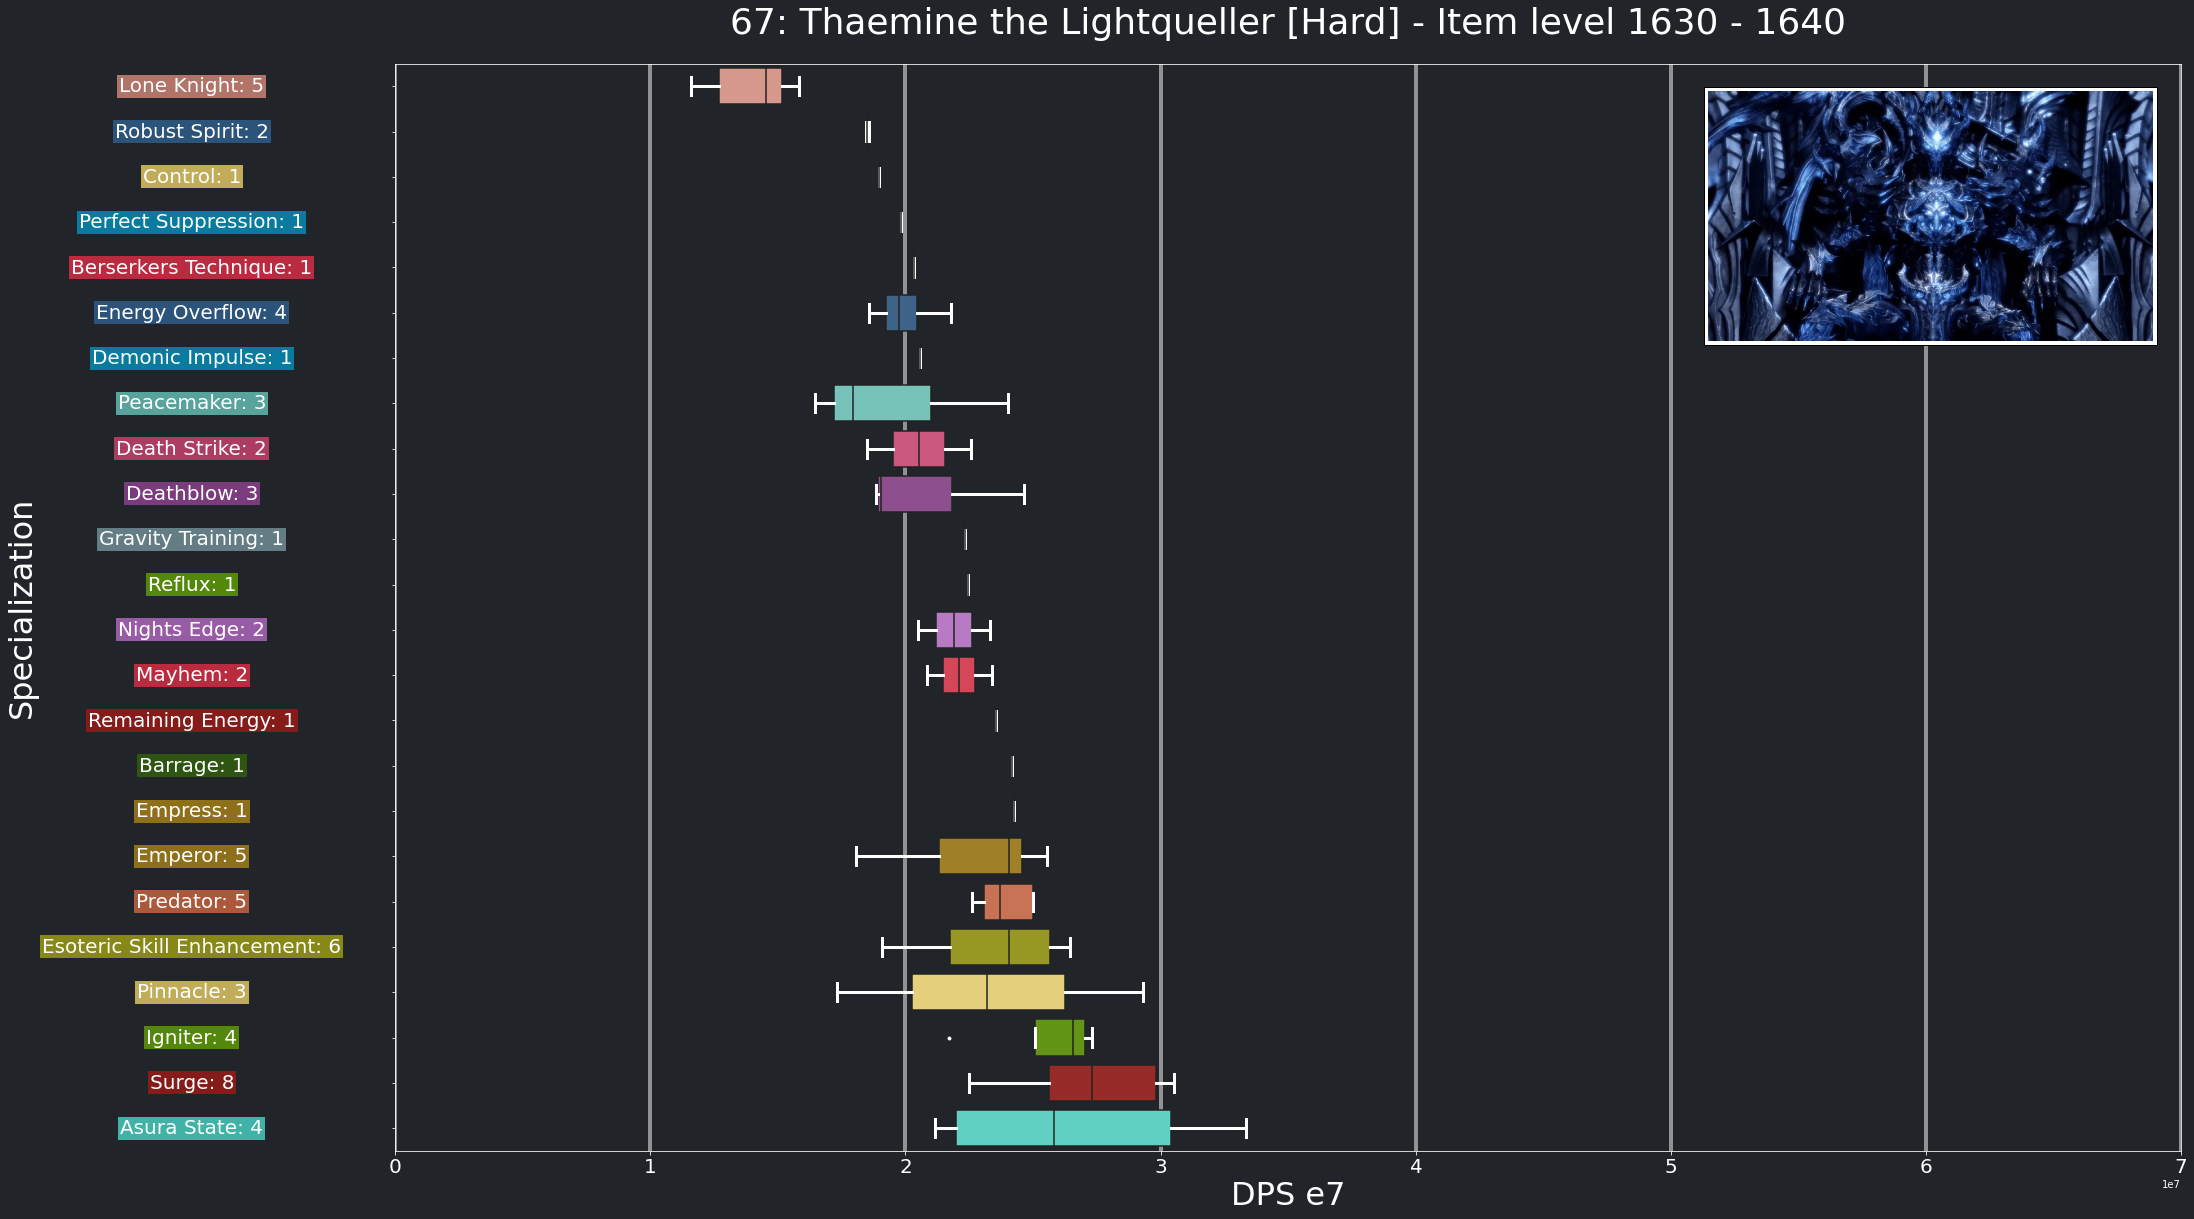 67: Thaemine the Lightqueller [Hard] - Item level 1630 - 1640
Specialization
Lone Knight: 5
Robust Spirit: 2
Control: 1
Perfect Suppression: 1
Berserkers Technique: 1
Energy Overflow: 4
Demonic Impulse: 1
Peacemaker: 3
Death Strike: 2
Deathblow: 3
Gravity Training: 1
Reflux: 1
Nights Edge: 2
Mayhem: 2
Remaining Energy: 1
Barrage: 1
Empress: 1
Emperor: 5
Predator: 5
Esoteric Skill Enhancement: 6
Pinnacle: 3
Igniter: 4
Surge: 8
Asura State: 4
0 1 2 3 4 5 6 7
1e7
DPS e7